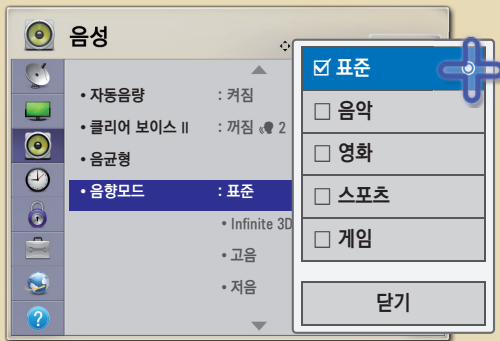 음성
• 자동음량 : 켜짐
• 클리어 보이스 II : 꺼짐 2
• 음균형
• 음향모드 : 표준
• Infinite 3D
• 고음
• 저음
?
☑ 표준
☐ 음악
☐ 영화
☐ 스포츠
☐ 게임
닫기